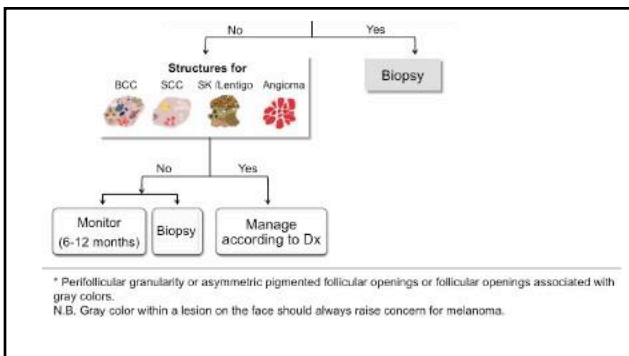 No
Yes
Structures for
BCC SCC SK /Lentigo Angioma
Biopsy
No
Yes
Monitor
(6-12 months)
Biopsy
Manage
according to Dx
* Perifollicular granularity or asymmetric pigmented follicular openings or follicular openings associated with
gray colors.
N.B. Gray color within a lesion on the face should always raise concern for melanoma.